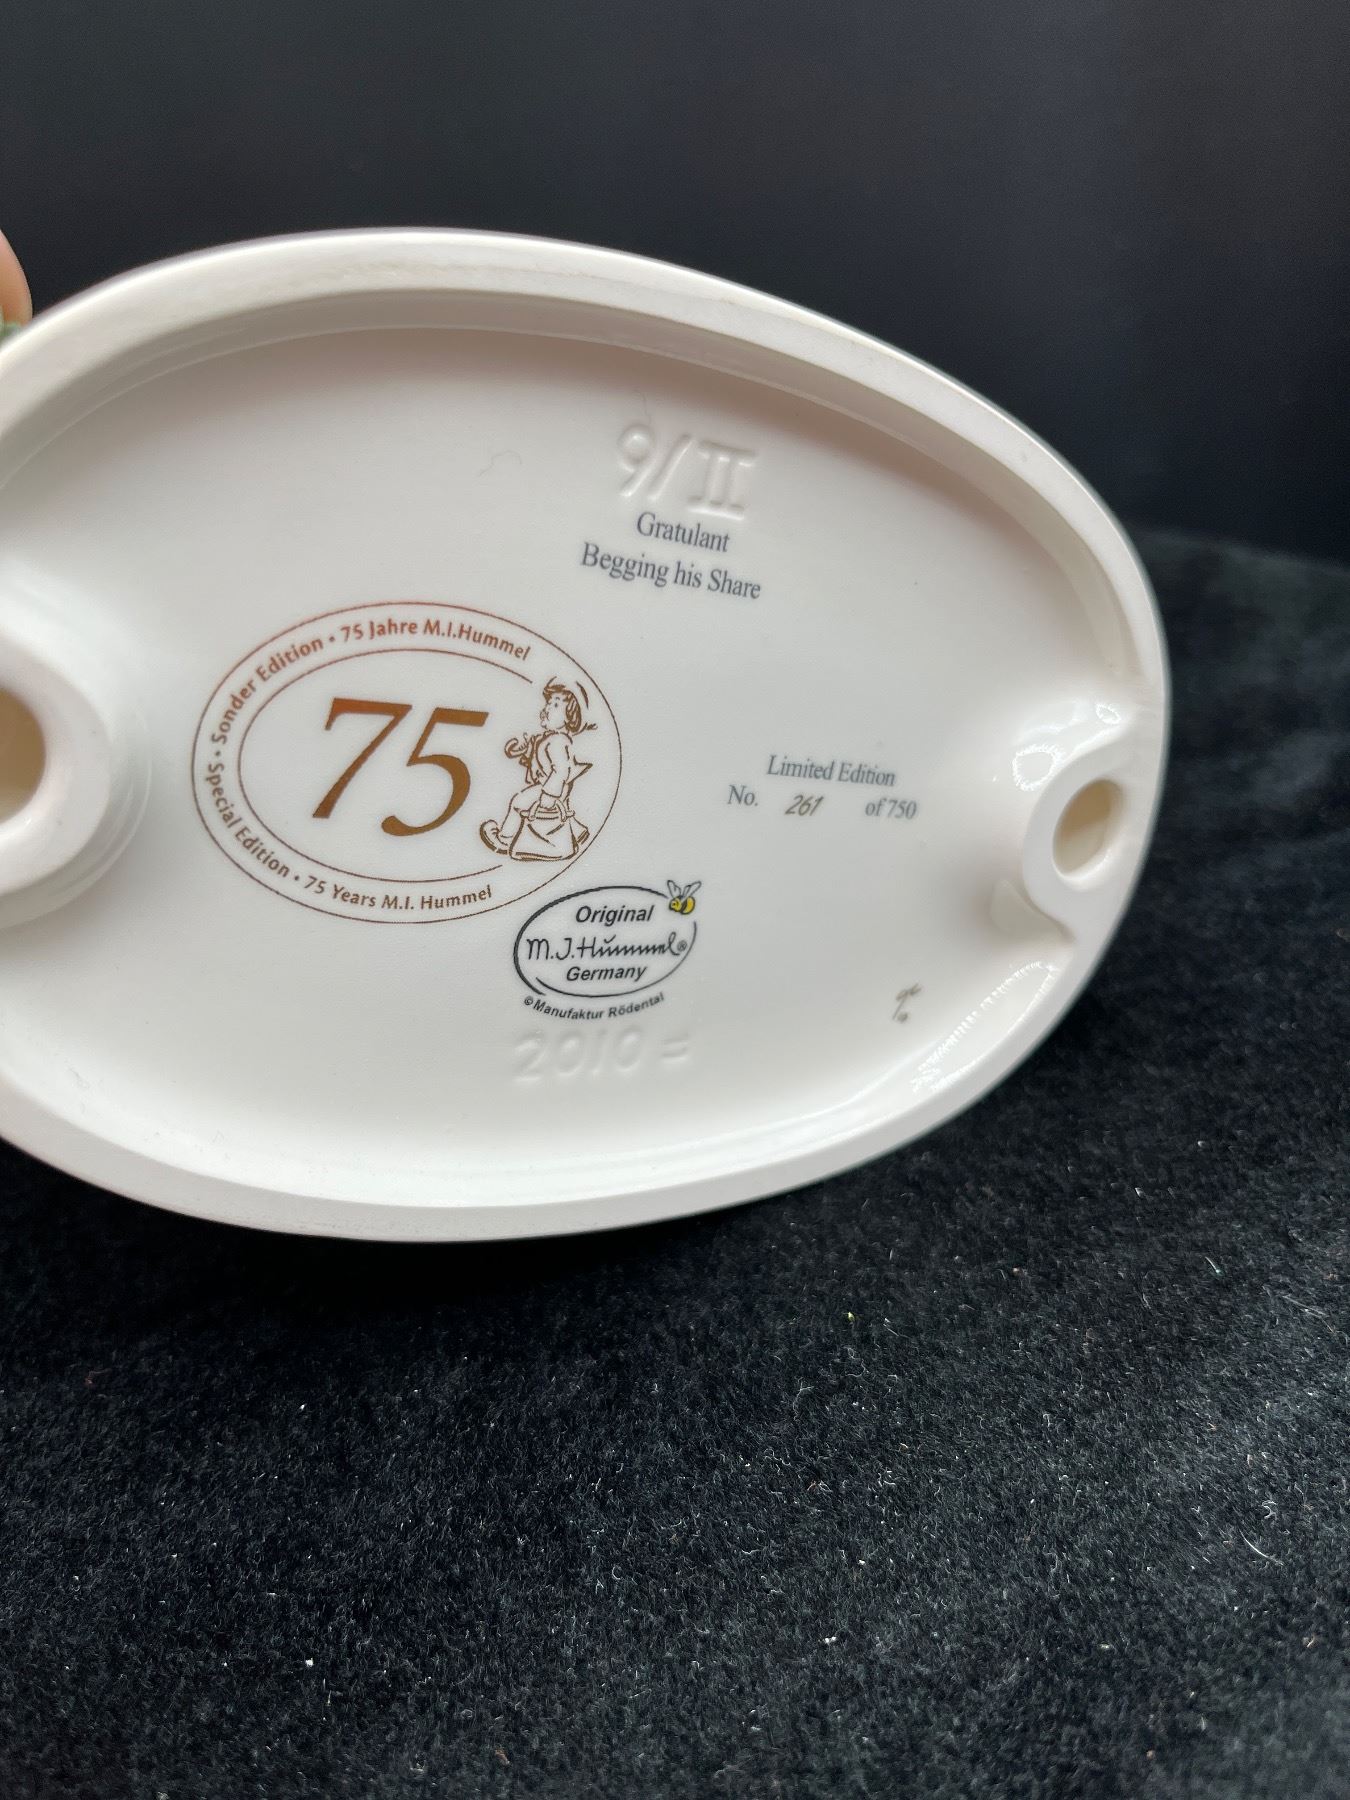 9/II
Gratulant
Begging his Share
Sonder Edition • 75 Jahre M.I.Hummel
75
Special Edition • 75 Years M.I. Hummel
Limited Edition
No. 261 of 750
Original
M.J.Hummel®
Germany
©Manufaktur Rödental
2010 =